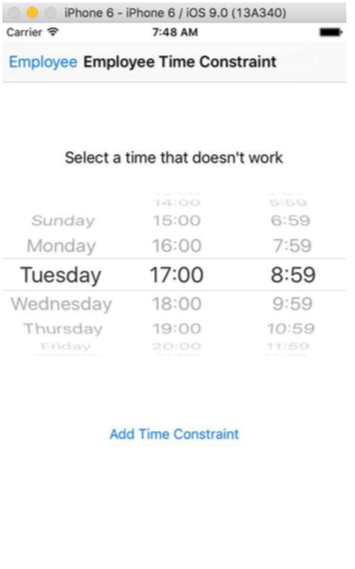 iPhone 6 - iPhone 6 / iOS 9.0 (13A340)
Carrier 7:48 AM
Employee Employee Time Constraint
Select a time that doesn't work
14:00 5:59
Sunday 15:00 6:59
Monday 16:00 7:59
Tuesday 17:00 8:59
Wednesday 18:00 9:59
Thursday 19:00 10:59
Friday 20:00 11:59
Add Time Constraint